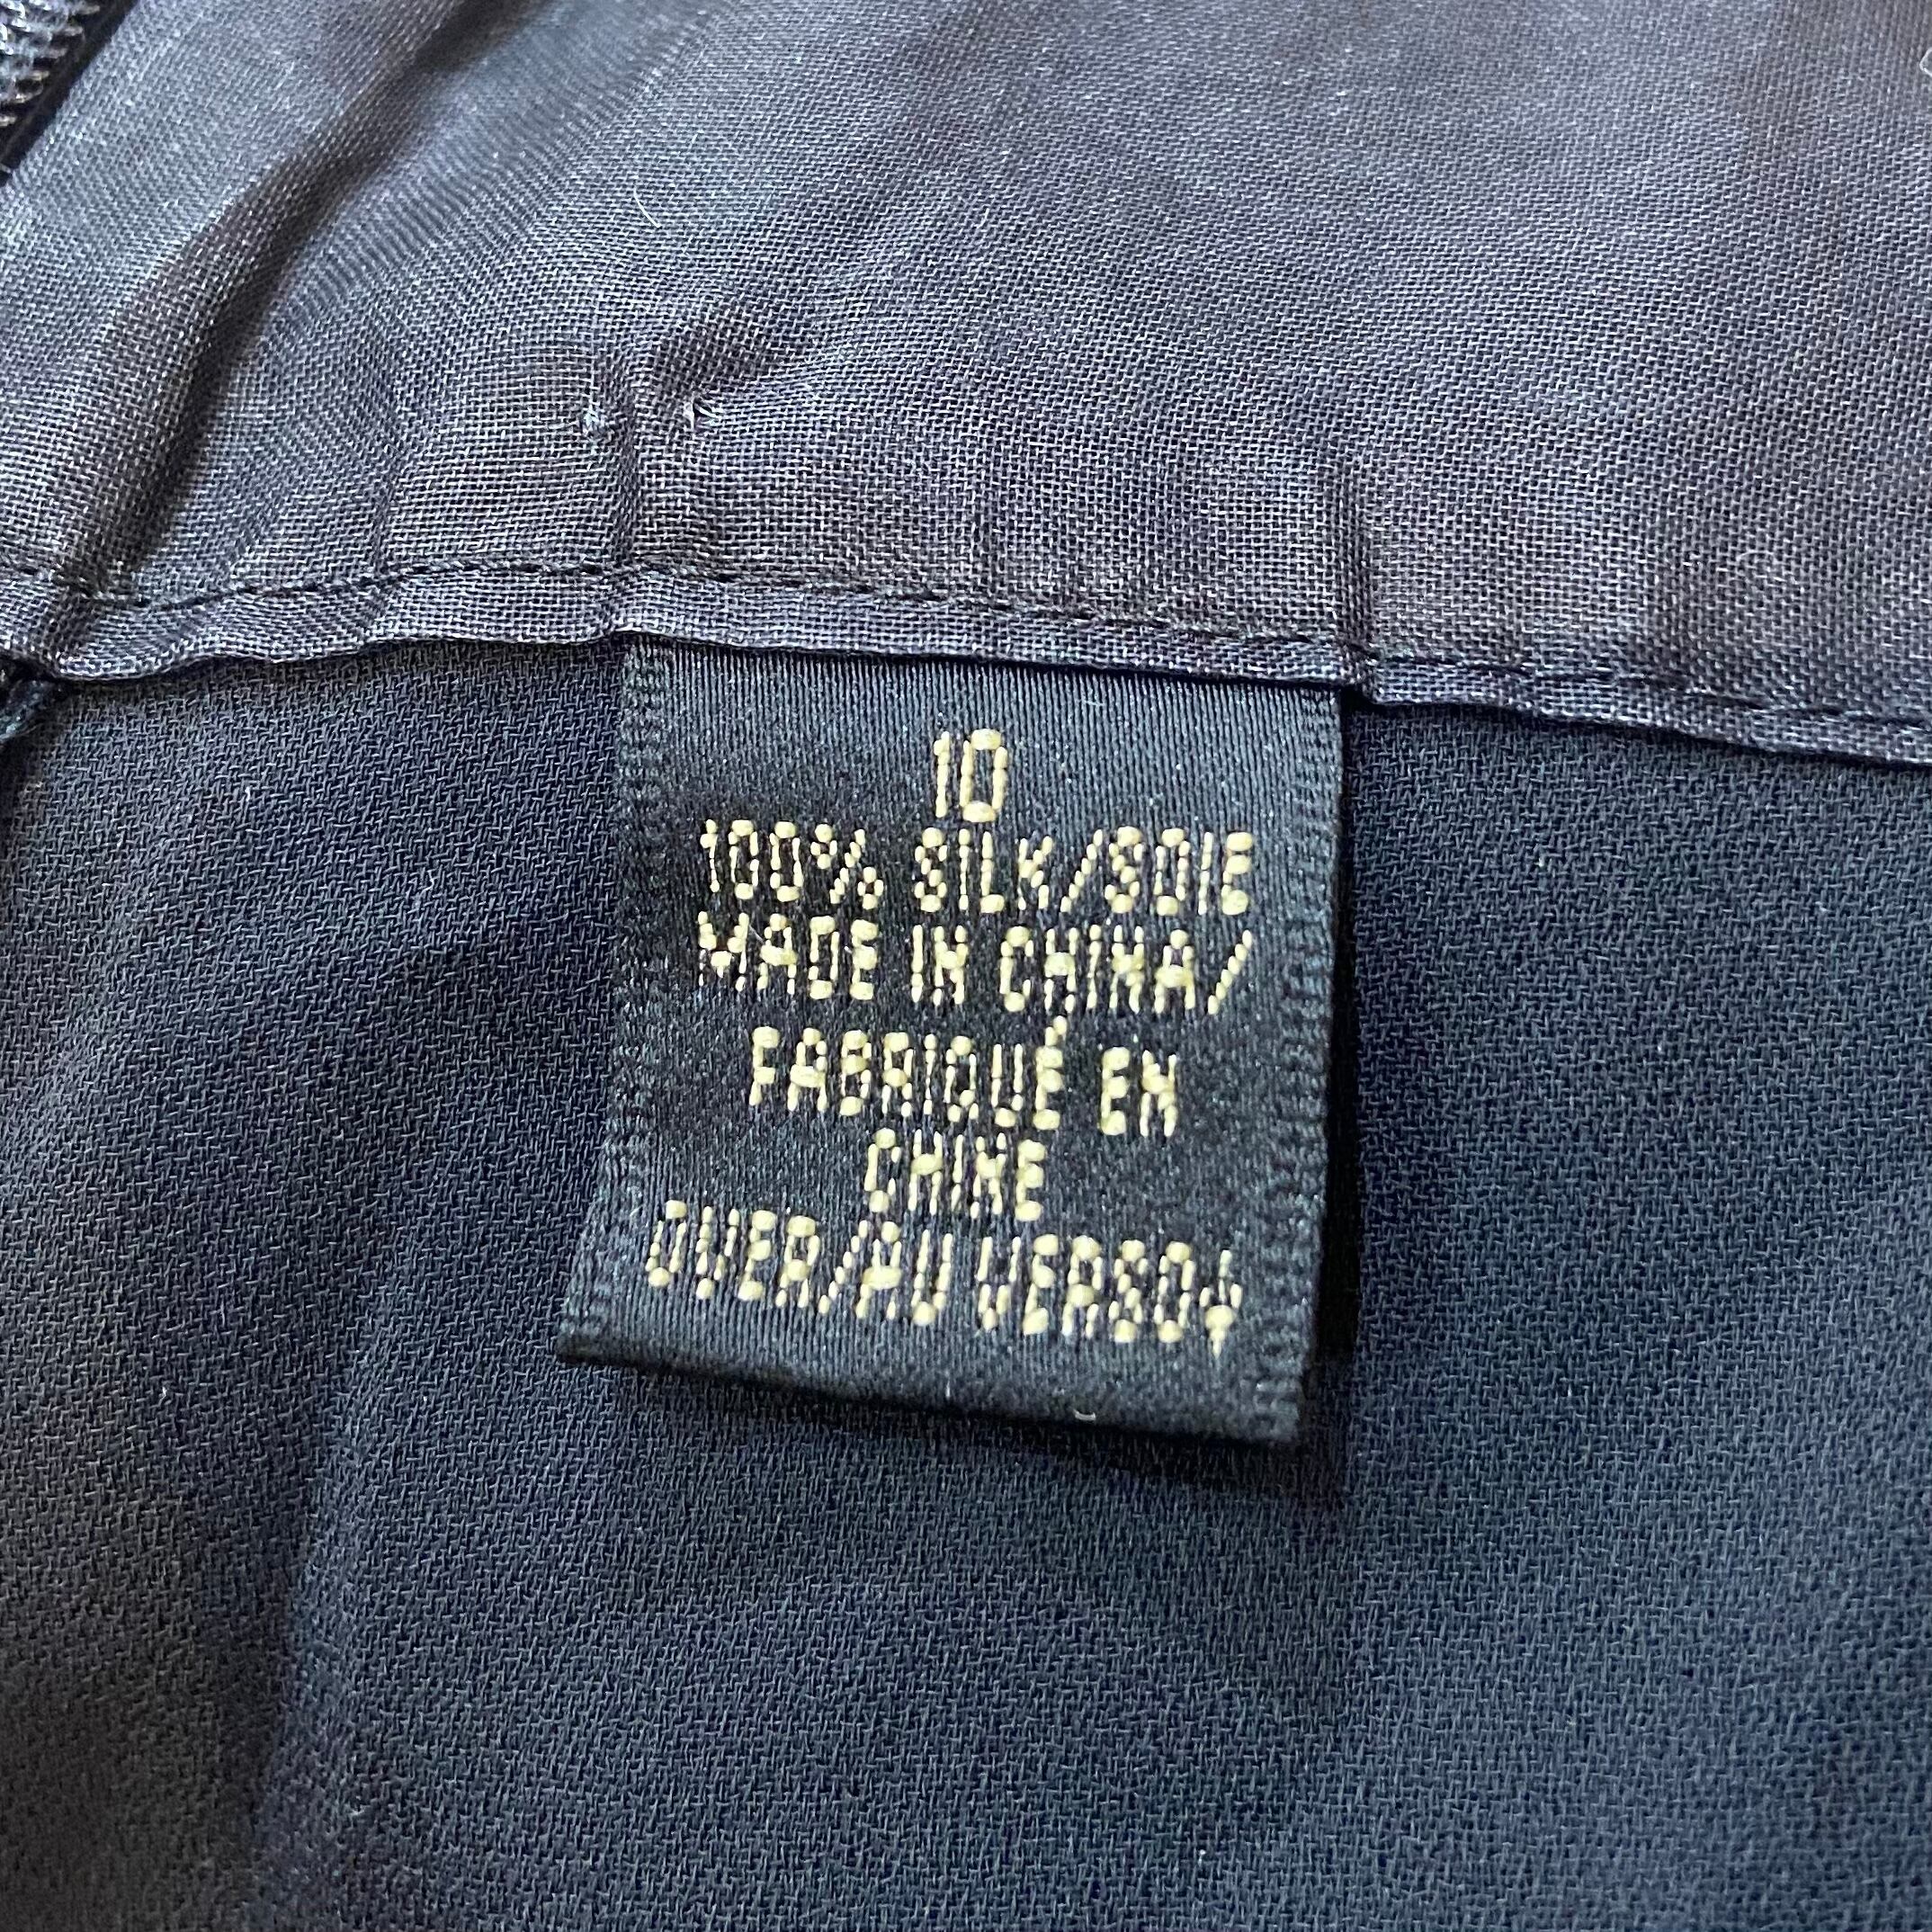 10
100% SILK/SOIE
MADE IN CHINA/
FABRIQUÉ EN
CHINE
OVER/AU VERSO↓